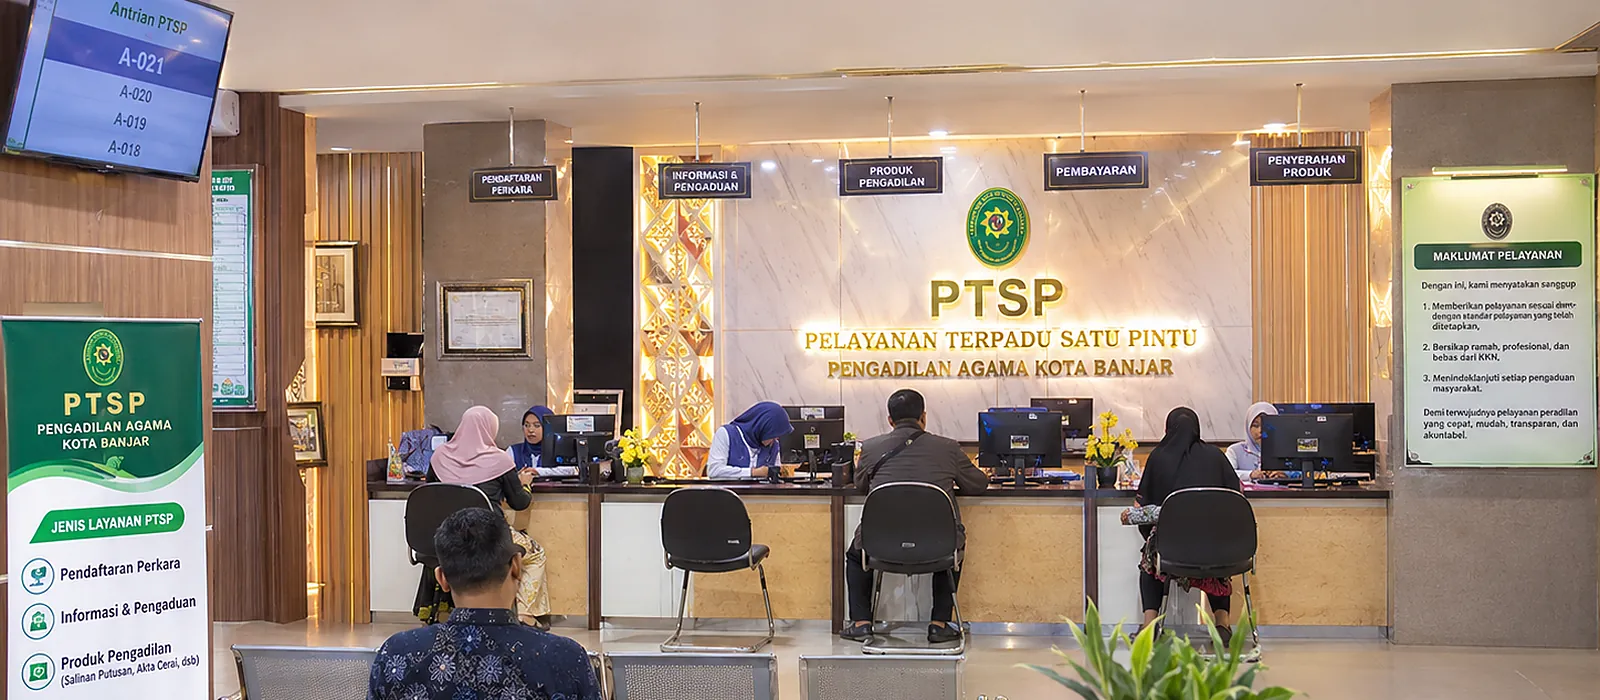 Antrian PTSP
A-021
A-020
A-019
A-018
PENDAFTARAN
PERKARA
INFORMASI &
PENGADUAN
PRODUK
PENGADILAN
PEMBAYARAN
PENYERAHAN
PRODUK
PTSP
PELAYANAN TERPADU SATU PINTU
PENGADILAN AGAMA KOTA BANJAR
PTSP
PENGADILAN AGAMA
KOTA BANJAR
JENIS LAYANAN PTSP
Pendaftaran Perkara
Informasi & Pengaduan
Produk Pengadilan
(Salinan Putusan, Akta Cerai, dsb)
MAKLUMAT PELAYANAN
Dengan ini, kami menyatakan sanggup
1. Memberikan pelayanan sesuai
dengan standar pelayanan yang telah
ditetapkan,
2. Bersikap ramah, profesional, dan
bebas dari KKN,
3. Menindaklanjuti setiap pengaduan
masyarakat.
Demi terwujudnya pelayanan peradilan
yang cepat, mudah, transparan, dan
akuntabel.